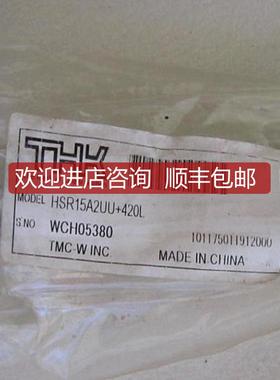 THK
欢迎进店咨询 顺丰包邮
MODEL HSR15A2UU+420L
S.NO WCH05380
101175011912000
TMC-W INC
MADE IN CHINA